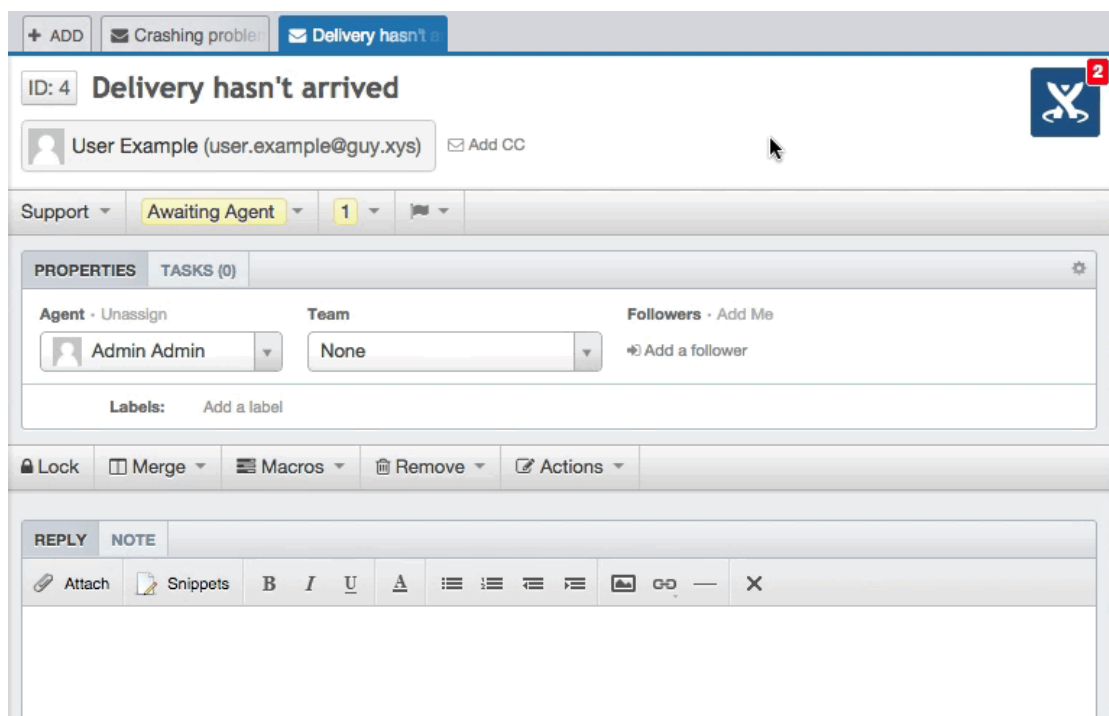 + ADD Crashing problem Delivery hasn't a
2
ID: 4 Delivery hasn't arrived
User Example (user.example@guy.xys) Add CC
Support Awaiting Agent 1
PROPERTIES TASKS (0)
Agent · Unassign Team Followers · Add Me
Admin Admin None Add a follower
Labels: Add a label
Lock Merge Macros Remove Actions
REPLY NOTE
Attach Snippets B I U A